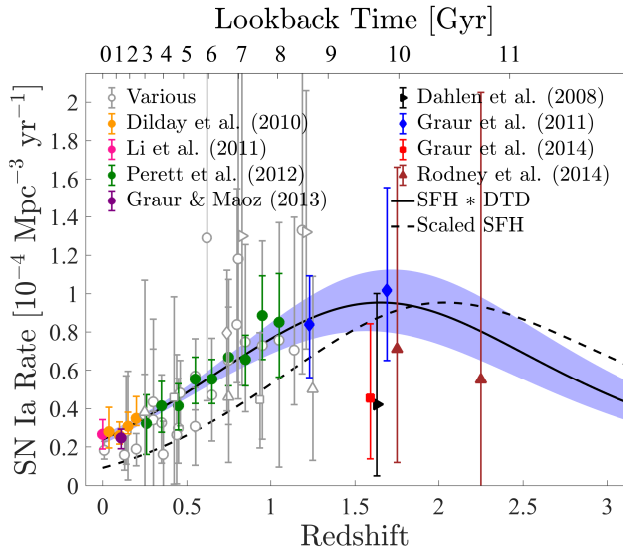 Lookback Time [Gyr]
0 1 2 3 4 5 6 7 8 9 10 11
SN Ia Rate [10⁻⁴ Mpc⁻³ yr⁻¹]
2
1.8
1.6
1.4
1.2
1
0.8
0.6
0.4
0.2
0
Various
Dilday et al. (2010)
Li et al. (2011)
Perett et al. (2012)
Graur & Maoz (2013)
Dahlen et al. (2008)
Graur et al. (2011)
Graur et al. (2014)
Rodney et al. (2014)
SFH ∗ DTD
Scaled SFH
0 0.5 1 1.5 2 2.5 3
Redshift